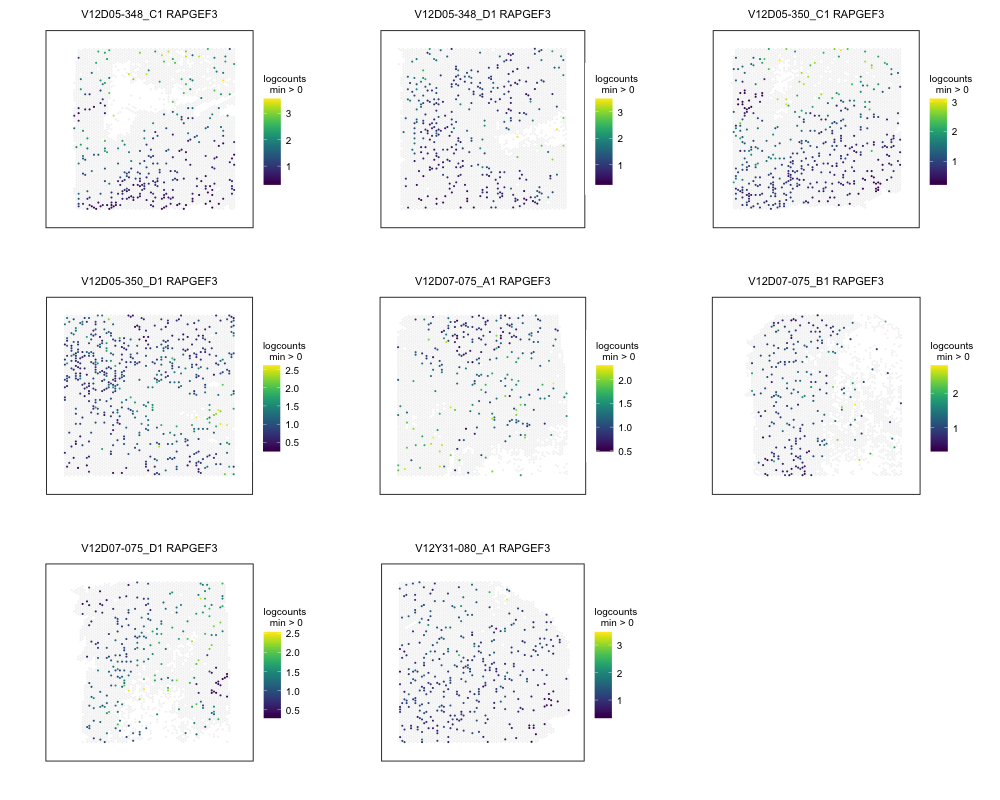 V12D05-348_C1 RAPGEF3
logcounts
min > 0
3
2
1
V12D05-348_D1 RAPGEF3
logcounts
min > 0
3
2
1
V12D05-350_C1 RAPGEF3
logcounts
min > 0
3
2
1
V12D05-350_D1 RAPGEF3
logcounts
min > 0
2.5
2.0
1.5
1.0
0.5
V12D07-075_A1 RAPGEF3
logcounts
min > 0
2.0
1.5
1.0
0.5
V12D07-075_B1 RAPGEF3
logcounts
min > 0
2
1
V12D07-075_D1 RAPGEF3
logcounts
min > 0
2.5
2.0
1.5
1.0
0.5
V12Y31-080_A1 RAPGEF3
logcounts
min > 0
3
2
1